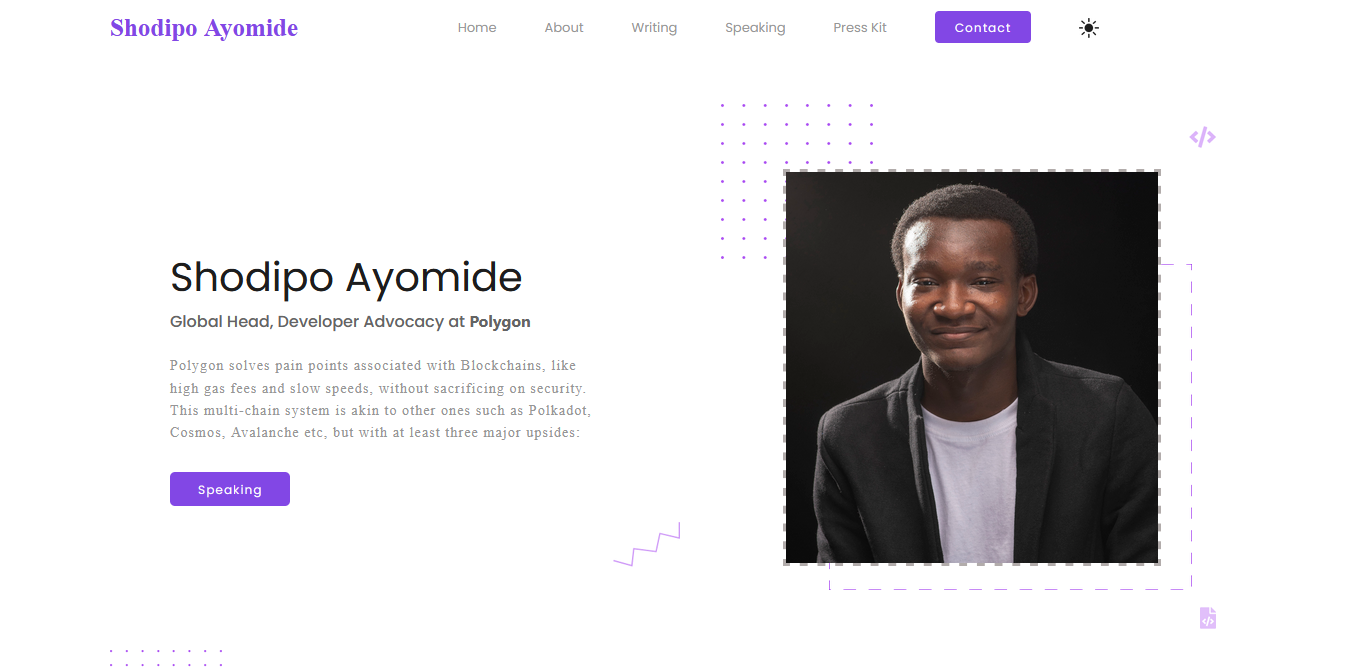 Shodipo Ayomide
Home About Writing Speaking Press Kit Contact
Shodipo Ayomide
Global Head, Developer Advocacy at Polygon
Polygon solves pain points associated with Blockchains, like
high gas fees and slow speeds, without sacrificing on security.
This multi-chain system is akin to other ones such as Polkadot,
Cosmos, Avalanche etc, but with at least three major upsides:
Speaking